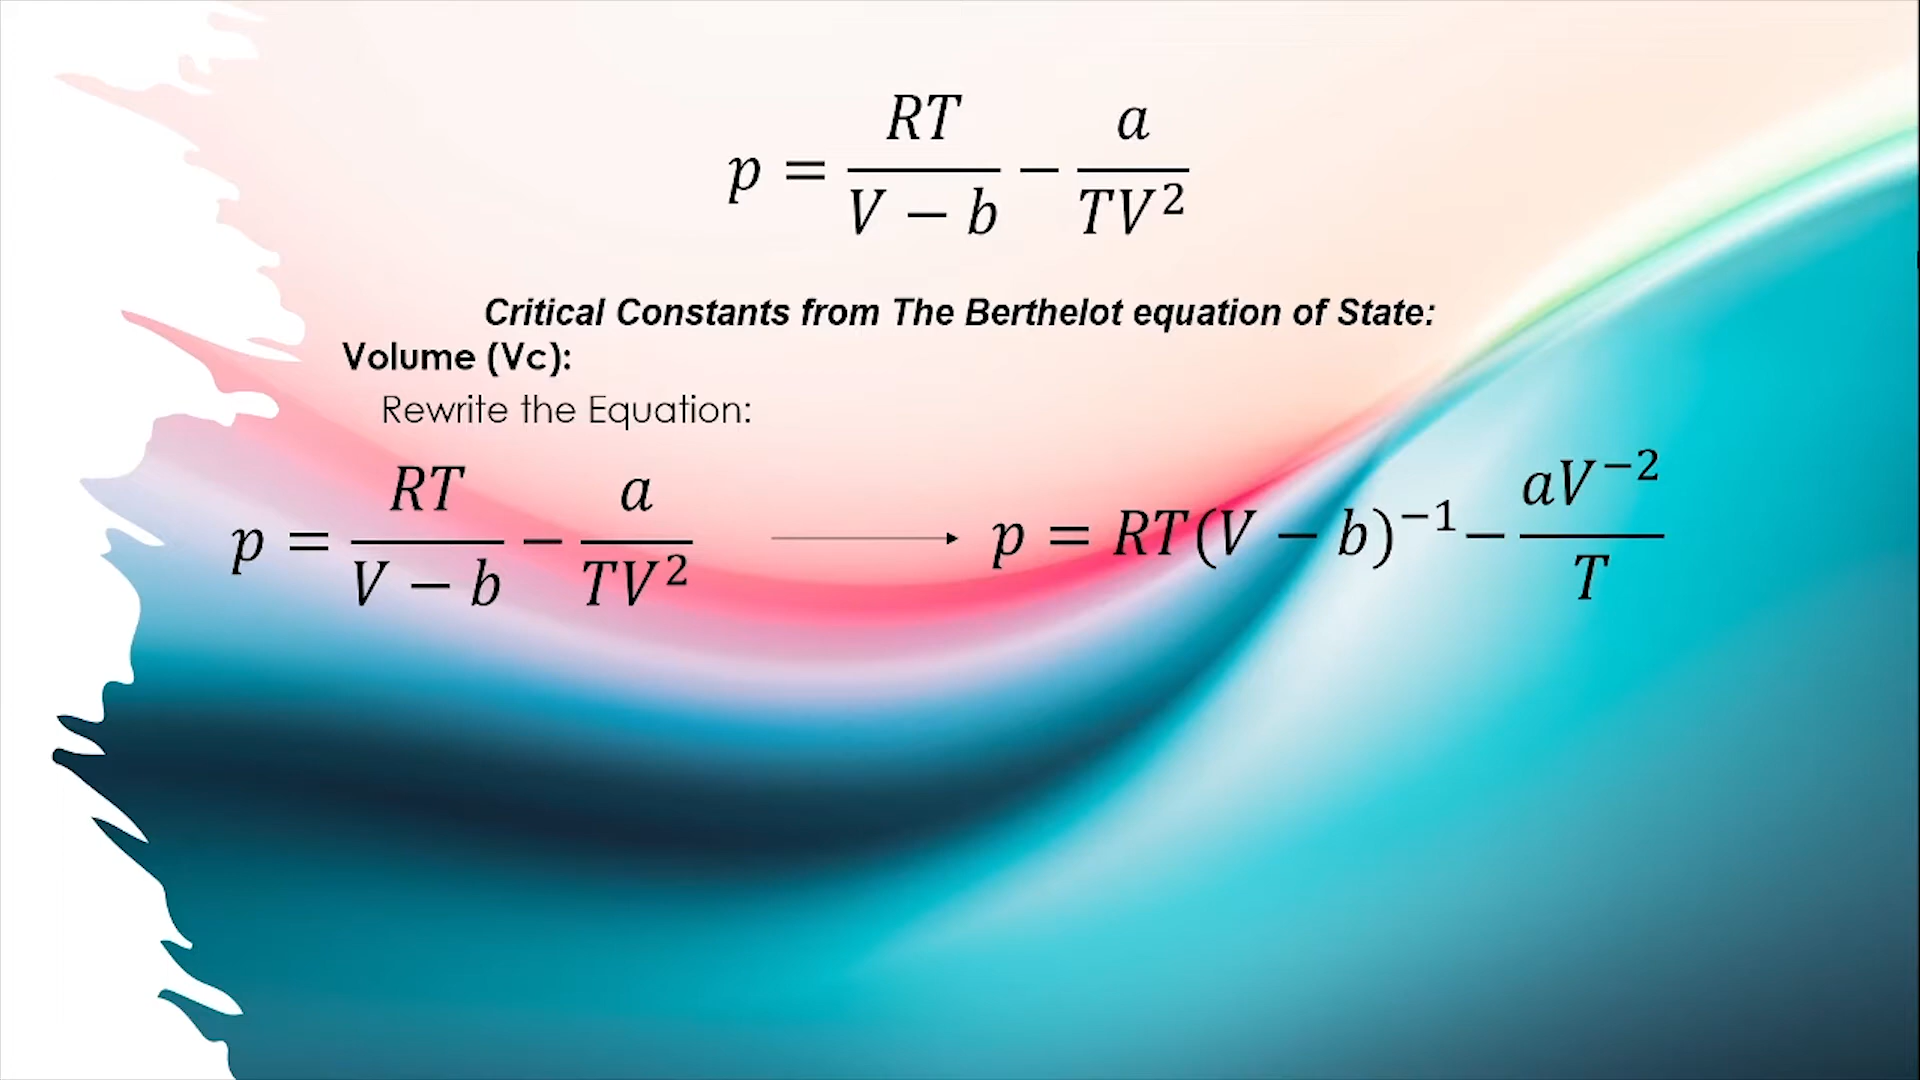 p = RT/(V − b) − a/(TV²)
Critical Constants from The Berthelot equation of State:
Volume (Vc):
Rewrite the Equation:
p = RT/(V − b) − a/(TV²) → p = RT(V − b)⁻¹ − aV⁻²/T